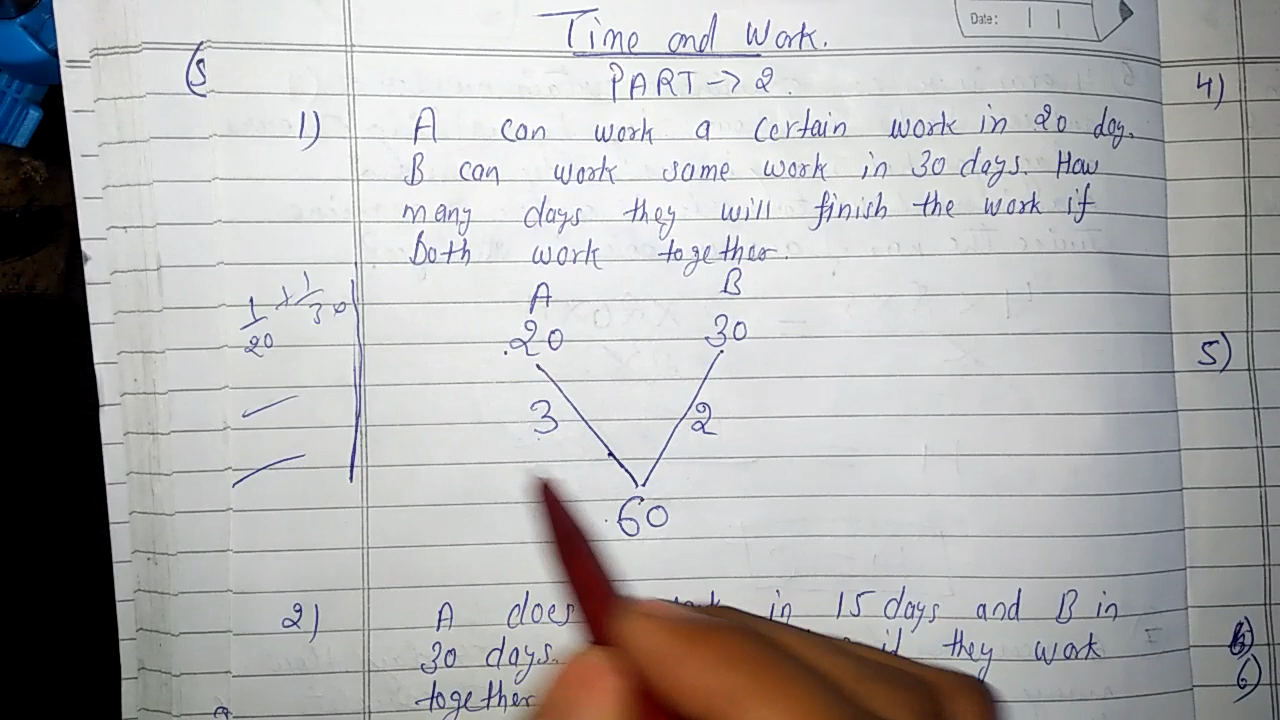 Date:
Time and Work.
PART → 2.
4)
1) A can work a certain work in 20 day.
B can work same work in 30 days. How
many days they will finish the work if
both work together.
1/20 + 1/30
A B
20 30
5)
3 2
60
2) A does in 15 days and B in
30 days. if they work =
together
6)